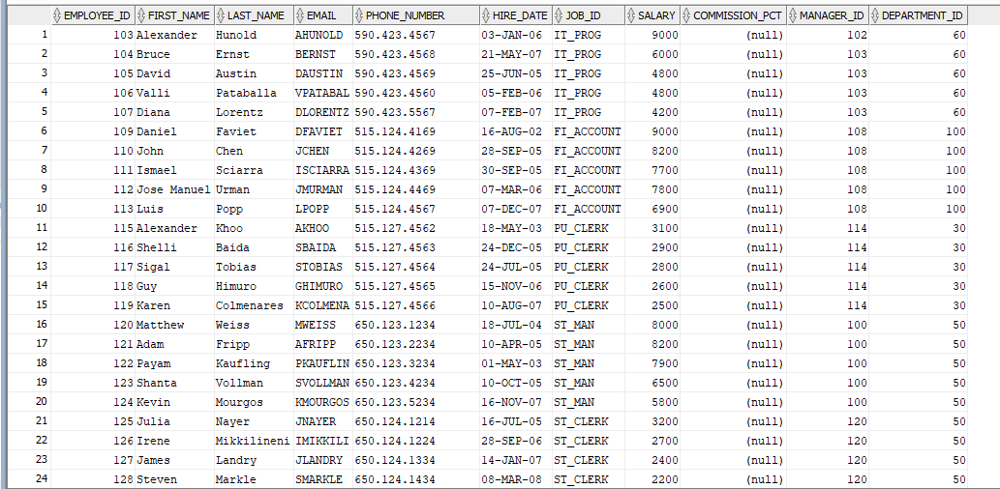 EMPLOYEE_ID FIRST_NAME LAST_NAME EMAIL PHONE_NUMBER HIRE_DATE JOB_ID SALARY COMMISSION_PCT MANAGER_ID DEPARTMENT_ID
1 103 Alexander Hunold AHUNOLD 590.423.4567 03-JAN-06 IT_PROG 9000 (null) 102 60
2 104 Bruce Ernst BERNST 590.423.4568 21-MAY-07 IT_PROG 6000 (null) 103 60
3 105 David Austin DAUSTIN 590.423.4569 25-JUN-05 IT_PROG 4800 (null) 103 60
4 106 Valli Pataballa VPATABAL 590.423.4560 05-FEB-06 IT_PROG 4800 (null) 103 60
5 107 Diana Lorentz DLORENTZ 590.423.5567 07-FEB-07 IT_PROG 4200 (null) 103 60
6 109 Daniel Faviet DFAVIET 515.124.4169 16-AUG-02 FI_ACCOUNT 9000 (null) 108 100
7 110 John Chen JCHEN 515.124.4269 28-SEP-05 FI_ACCOUNT 8200 (null) 108 100
8 111 Ismael Sciarra ISCIARRA 515.124.4369 30-SEP-05 FI_ACCOUNT 7700 (null) 108 100
9 112 Jose Manuel Urman JMURMAN 515.124.4469 07-MAR-06 FI_ACCOUNT 7800 (null) 108 100
10 113 Luis Popp LPOPP 515.124.4567 07-DEC-07 FI_ACCOUNT 6900 (null) 108 100
11 115 Alexander Khoo AKHOO 515.127.4562 18-MAY-03 PU_CLERK 3100 (null) 114 30
12 116 Shelli Baida SBAIDA 515.127.4563 24-DEC-05 PU_CLERK 2900 (null) 114 30
13 117 Sigal Tobias STOBIAS 515.127.4564 24-JUL-05 PU_CLERK 2800 (null) 114 30
14 118 Guy Himuro GHIMURO 515.127.4565 15-NOV-06 PU_CLERK 2600 (null) 114 30
15 119 Karen Colmenares KCOLMENA 515.127.4566 10-AUG-07 PU_CLERK 2500 (null) 114 30
16 120 Matthew Weiss MWEISS 650.123.1234 18-JUL-04 ST_MAN 8000 (null) 100 50
17 121 Adam Fripp AFRIPP 650.123.2234 10-APR-05 ST_MAN 8200 (null) 100 50
18 122 Payam Kaufling PKAUFLIN 650.123.3234 01-MAY-03 ST_MAN 7900 (null) 100 50
19 123 Shanta Vollman SVOLLMAN 650.123.4234 10-OCT-05 ST_MAN 6500 (null) 100 50
20 124 Kevin Mourgos KMOURGOS 650.123.5234 16-NOV-07 ST_MAN 5800 (null) 100 50
21 125 Julia Nayer JNAYER 650.124.1214 16-JUL-05 ST_CLERK 3200 (null) 120 50
22 126 Irene Mikkilineni IMIKKILI 650.124.1224 28-SEP-06 ST_CLERK 2700 (null) 120 50
23 127 James Landry JLANDRY 650.124.1334 14-JAN-07 ST_CLERK 2400 (null) 120 50
24 128 Steven Markle SMARKLE 650.124.1434 08-MAR-08 ST_CLERK 2200 (null) 120 50